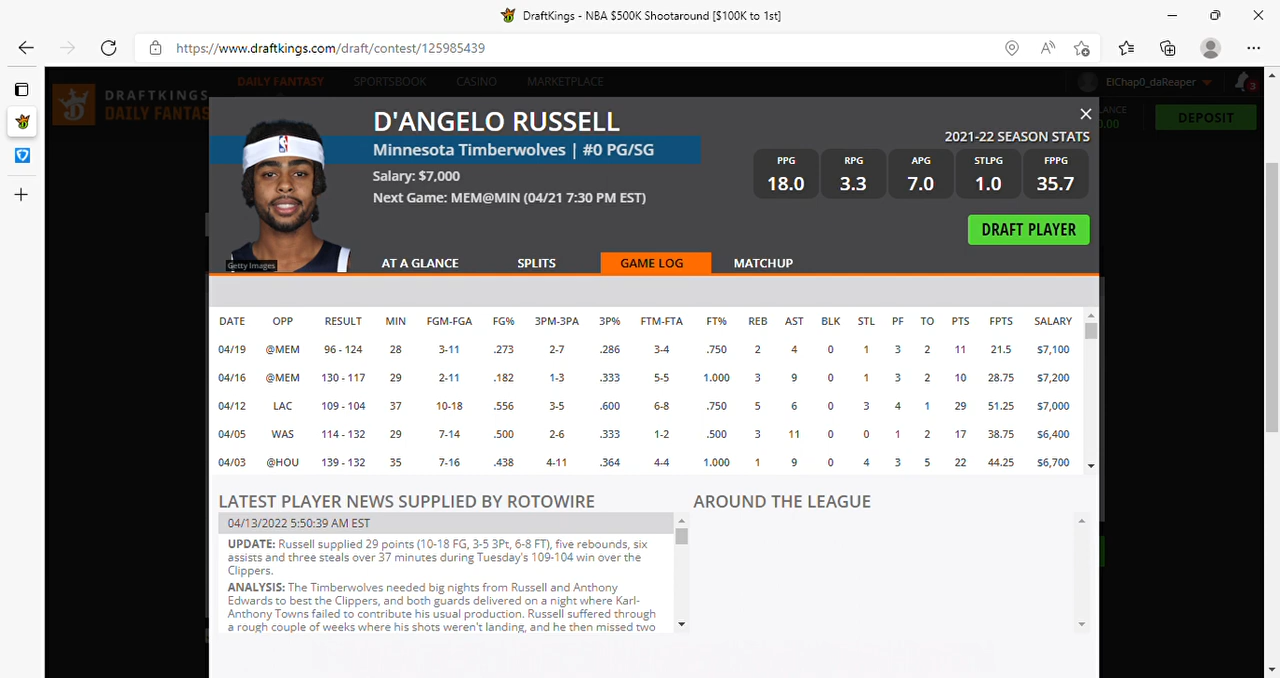 DraftKings - NBA $500K Shootaround [$100K to 1st]
https://www.draftkings.com/draft/contest/125985439
DRAFTKINGS
DAILY FANTAS
DAILY FANTASY SPORTSBOOK CASINO MARKETPLACE
ElChap0_daReaper
3
LANCE
0.00
DEPOSIT
D'ANGELO RUSSELL
Minnesota Timberwolves | #0 PG/SG
Salary: $7,000
Next Game: MEM@MIN (04/21 7:30 PM EST)
2021-22 SEASON STATS
PPG RPG APG STLPG FPPG
18.0 3.3 7.0 1.0 35.7
DRAFT PLAYER
Getty Images
AT A GLANCE SPLITS GAME LOG MATCHUP
DATE OPP RESULT MIN FGM-FGA FG% 3PM-3PA 3P% FTM-FTA FT% REB AST BLK STL PF TO PTS FPTS SALARY
04/19 @MEM 96 - 124 28 3-11 .273 2-7 .286 3-4 .750 2 4 0 1 3 2 11 21.5 $7,100
04/16 @MEM 130 - 117 29 2-11 .182 1-3 .333 5-5 1.000 3 9 0 1 3 2 10 28.75 $7,200
04/12 LAC 109 - 104 37 10-18 .556 3-5 .600 6-8 .750 5 6 0 3 4 1 29 51.25 $7,000
04/05 WAS 114 - 132 29 7-14 .500 2-6 .333 1-2 .500 3 11 0 0 1 2 17 38.75 $6,400
04/03 @HOU 139 - 132 35 7-16 .438 4-11 .364 4-4 1.000 1 9 0 4 3 5 22 44.25 $6,700
LATEST PLAYER NEWS SUPPLIED BY ROTOWIRE
04/13/2022 5:50:39 AM EST
UPDATE: Russell supplied 29 points (10-18 FG, 3-5 3Pt, 6-8 FT), five rebounds, six
assists and three steals over 37 minutes during Tuesday's 109-104 win over the
Clippers.
ANALYSIS: The Timberwolves needed big nights from Russell and Anthony
Edwards to best the Clippers, and both guards delivered on a night where Karl-
Anthony Towns failed to contribute his usual production. Russell suffered through
a rough couple of weeks where his shots weren't landing, and he then missed two
AROUND THE LEAGUE